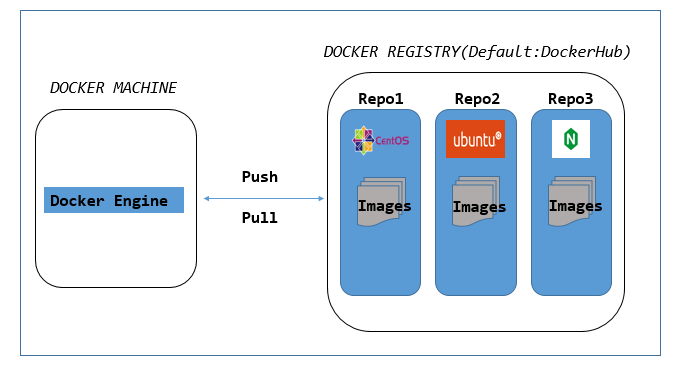 DOCKER REGISTRY(Default:DockerHub)
DOCKER MACHINE
Repo1
Repo2
Repo3
CentOS
ubuntu®
N
Docker Engine
Push
Pull
Images
Images
Images